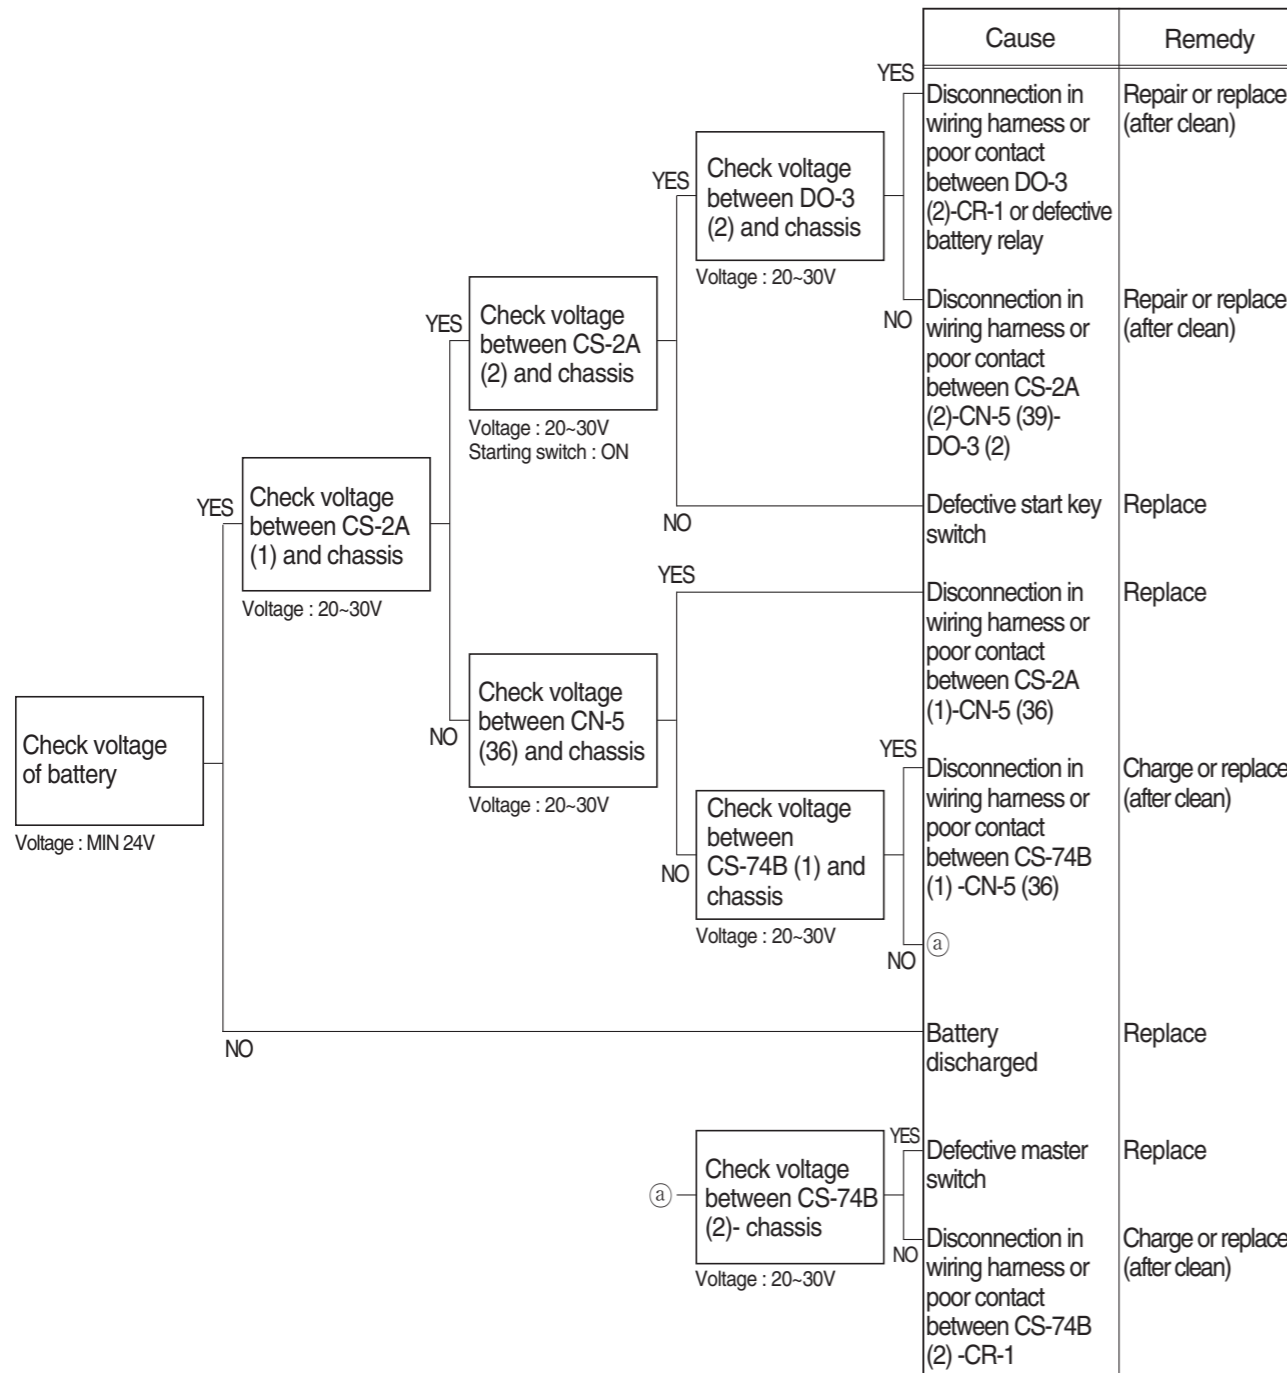 Cause
Remedy
YES
Disconnection in
wiring harness or
poor contact
between DO-3
(2)-CR-1 or defective
battery relay
Repair or replace
(after clean)
YES
Check voltage
between DO-3
(2) and chassis
Voltage : 20~30V
NO
Disconnection in
wiring harness or
poor contact
between CS-2A
(2)-CN-5 (39)-
DO-3 (2)
Repair or replace
(after clean)
YES
Check voltage
between CS-2A
(2) and chassis
Voltage : 20~30V
Starting switch : ON
NO
Defective start key
switch
Replace
YES
Check voltage
between CS-2A
(1) and chassis
Voltage : 20~30V
YES
Disconnection in
wiring harness or
poor contact
between CS-2A
(1)-CN-5 (36)
Replace
NO
Check voltage
between CN-5
(36) and chassis
Voltage : 20~30V
Check voltage
of battery
Voltage : MIN 24V
YES
Disconnection in
wiring harness or
poor contact
between CS-74B
(1) -CN-5 (36)
Charge or replace
(after clean)
NO
Check voltage
between
CS-74B (1) and
chassis
Voltage : 20~30V
NO
ⓐ
NO
Battery
discharged
Replace
ⓐ
Check voltage
between CS-74B
(2)- chassis
Voltage : 20~30V
YES
Defective master
switch
Replace
NO
Disconnection in
wiring harness or
poor contact
between CS-74B
(2) -CR-1
Charge or replace
(after clean)